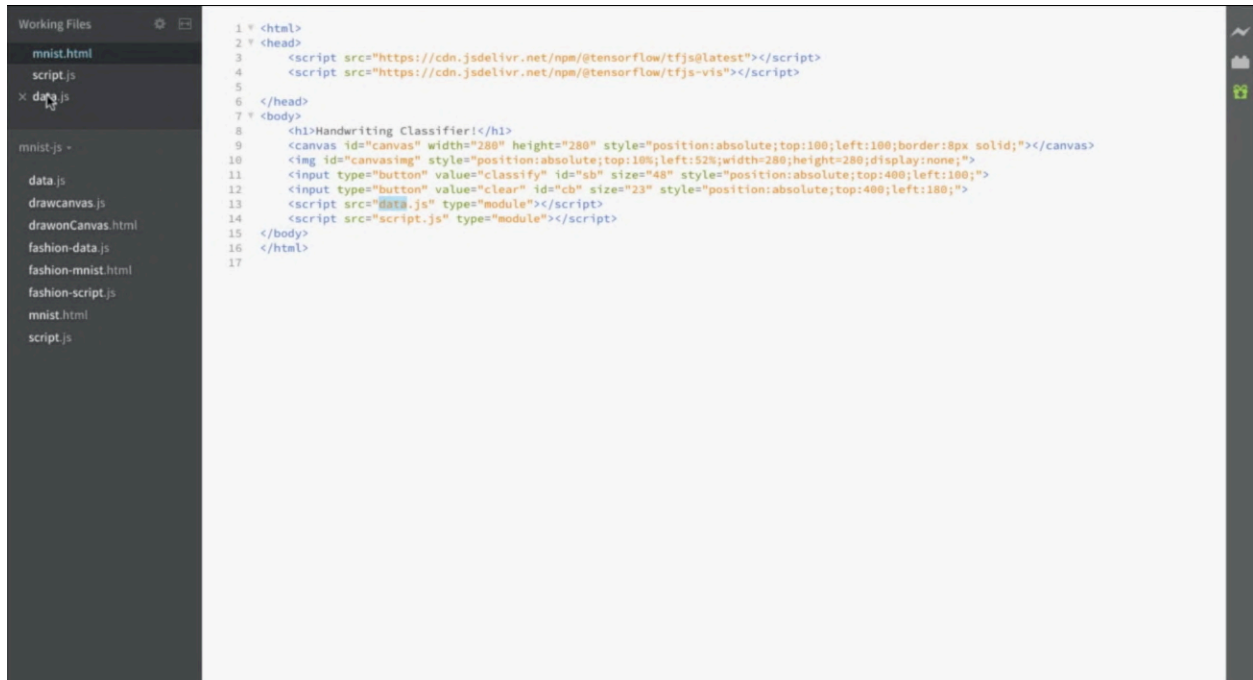 Working Files
mnist.html
script.js
data.js
mnist-js
data.js
drawcanvas.js
drawonCanvas.html
fashion-data.js
fashion-mnist.html
fashion-script.js
mnist.html
script.js
1 <html>
2 <head>
3 <script src="https://cdn.jsdelivr.net/npm/@tensorflow/tfjs@latest"></script>
4 <script src="https://cdn.jsdelivr.net/npm/@tensorflow/tfjs-vis"></script>
5
6 </head>
7 <body>
8 <h1>Handwriting Classifier!</h1>
9 <canvas id="canvas" width="280" height="280" style="position:absolute;top:100;left:100;border:8px solid;"></canvas>
10 <img id="canvasimg" style="position:absolute;top:10%;left:52%;width=280;height=280;display:none;">
11 <input type="button" value="classify" id="sb" size="48" style="position:absolute;top:400;left:100;">
12 <input type="button" value="clear" id="cb" size="23" style="position:absolute;top:400;left:180;">
13 <script src="data.js" type="module"></script>
14 <script src="script.js" type="module"></script>
15 </body>
16 </html>
17